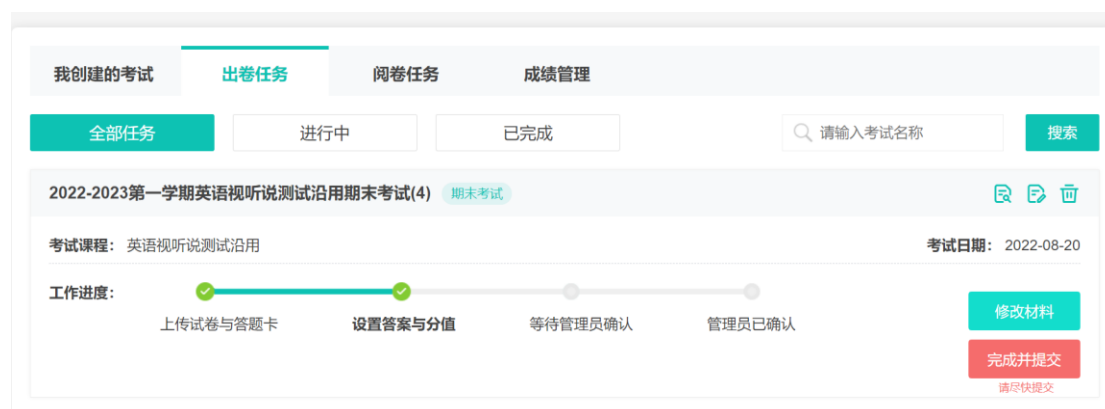 我创建的考试 出卷任务 阅卷任务 成绩管理
全部任务 进行中 已完成 请输入考试名称 搜索
2022-2023第一学期英语视听说测试沿用期末考试(4) 期末考试
考试课程： 英语视听说测试沿用 考试日期： 2022-08-20
工作进度：
上传试卷与答题卡 设置答案与分值 等待管理员确认 管理员已确认
修改材料
完成并提交
请尽快提交